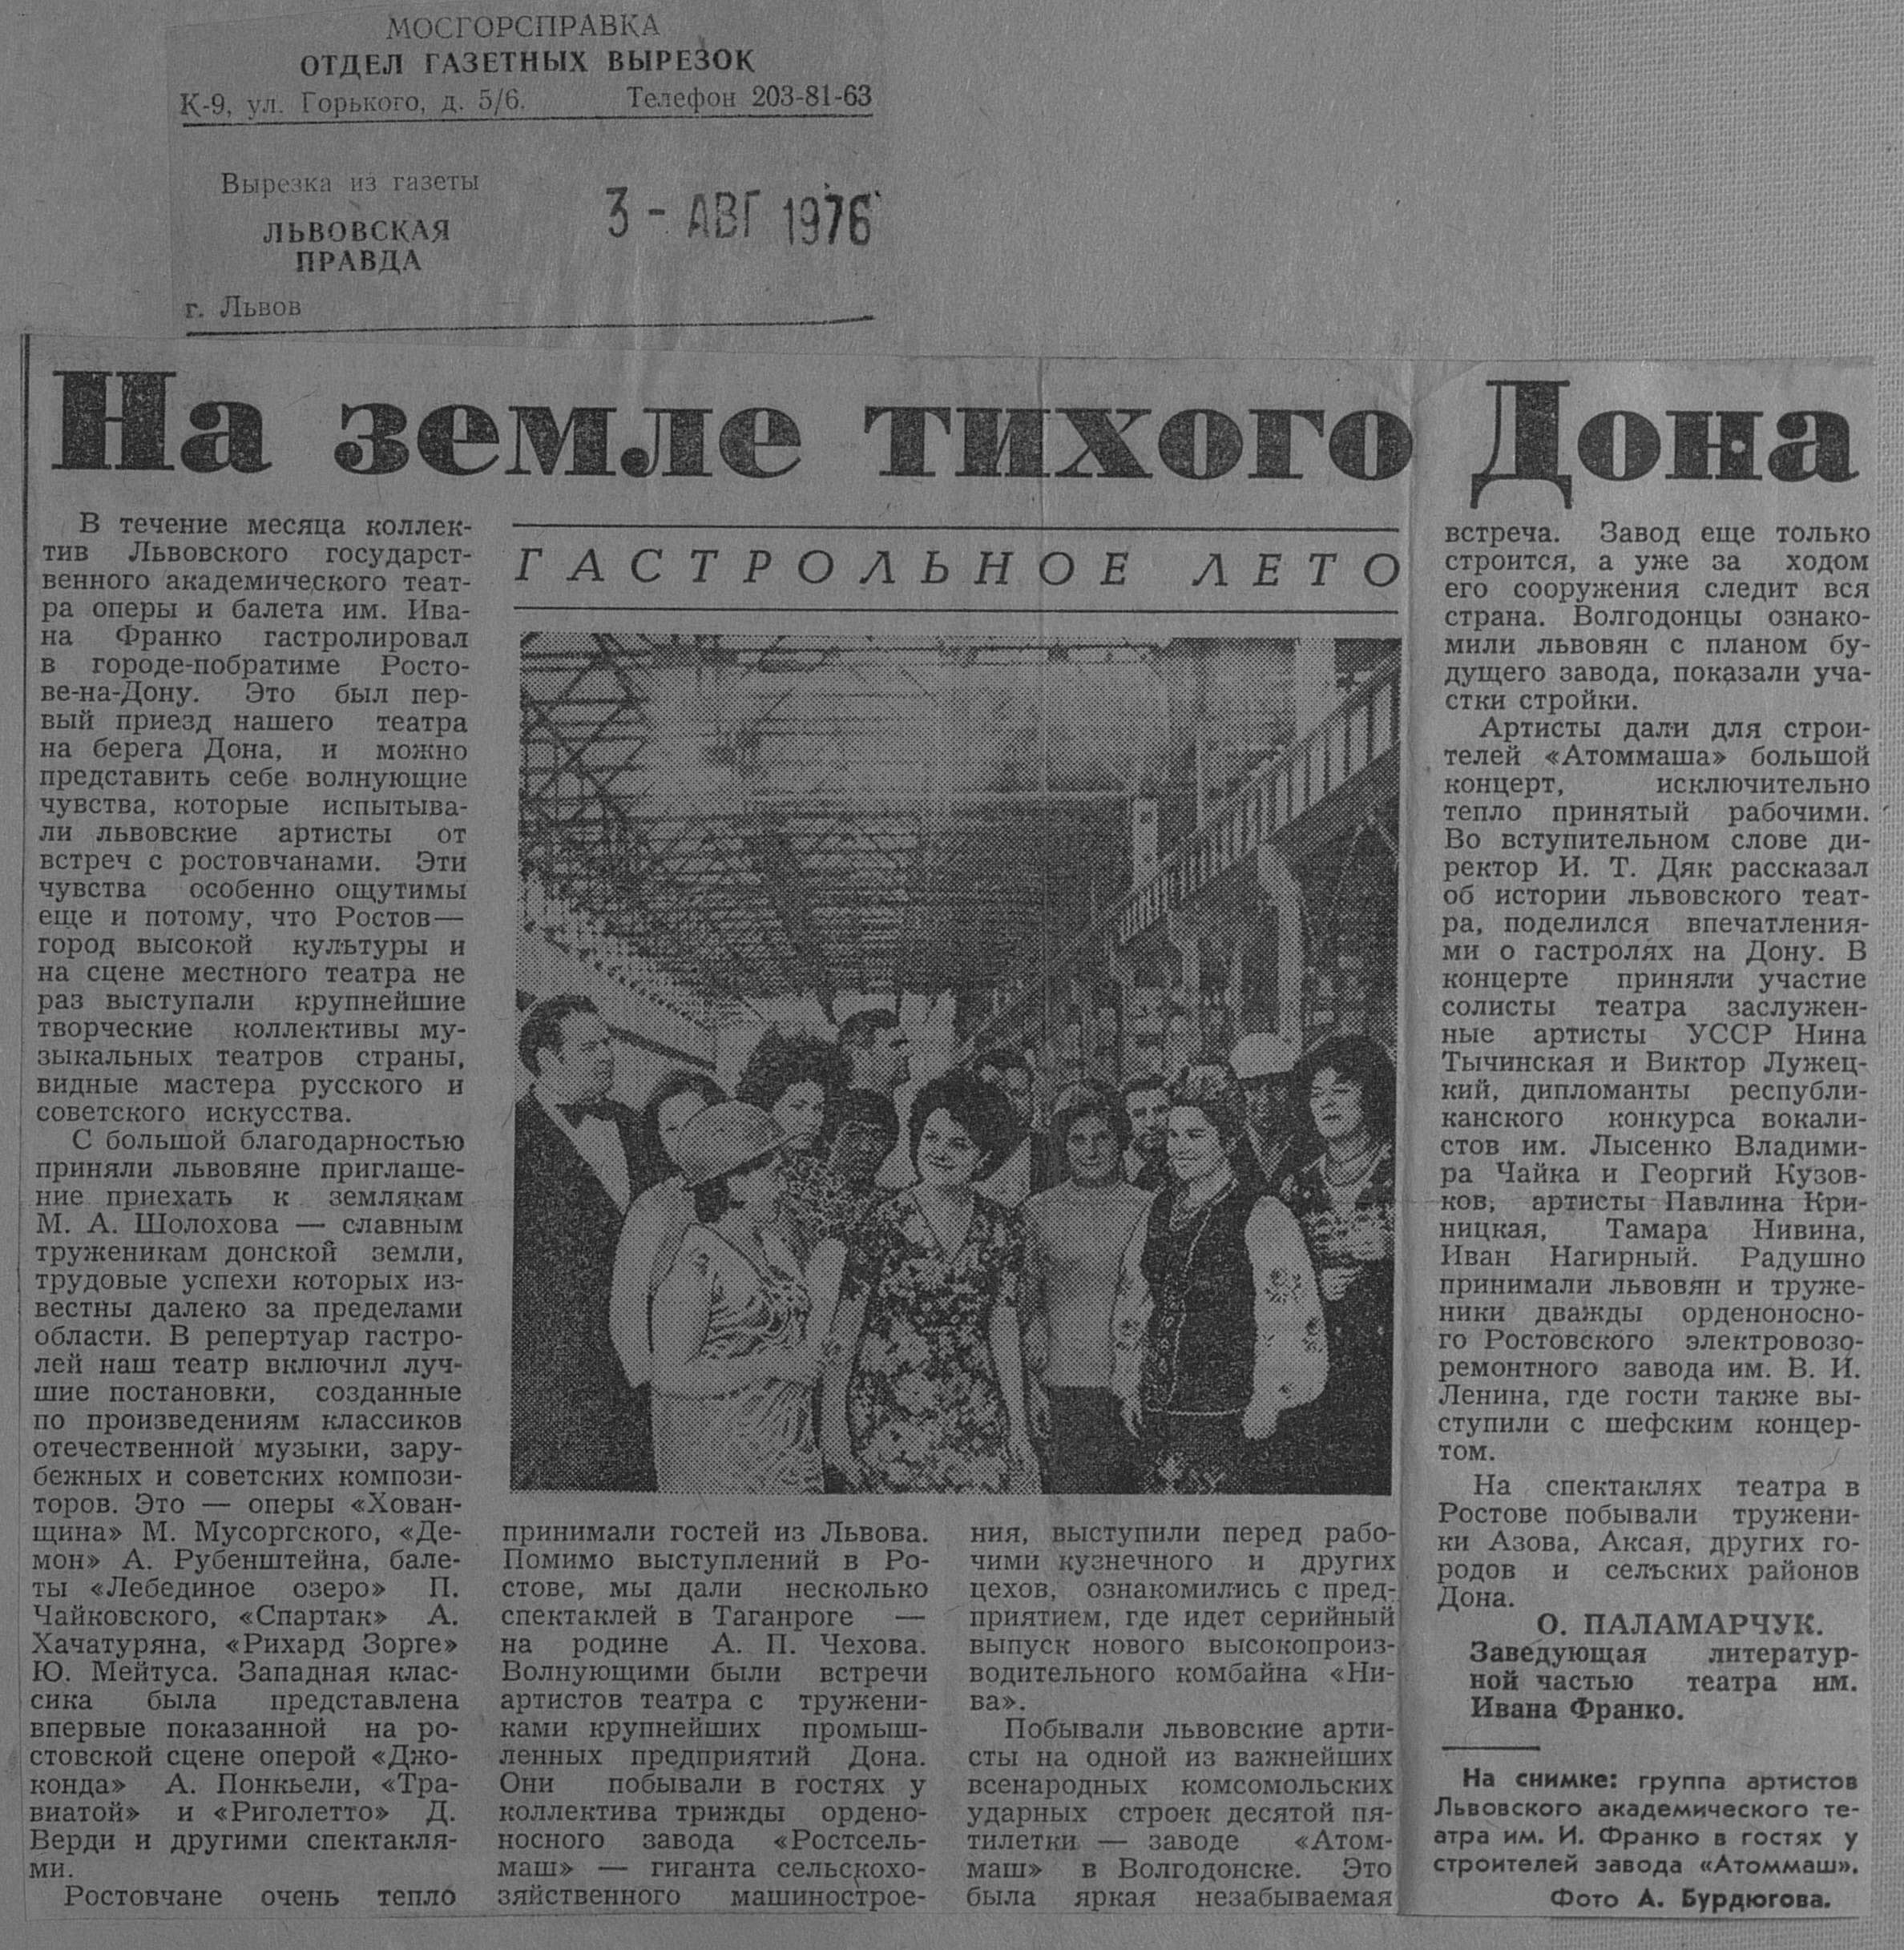 МОСГОРСПРАВКА
ОТДЕЛ ГАЗЕТНЫХ ВЫРЕЗОК
К-9, ул. Горького, д. 5/6. Телефон 203-81-63
Вырезка из газеты
ЛЬВОВСКАЯ
ПРАВДА
г. Львов
3 - АВГ 1976
На земле тихого Дона
ГАСТРОЛЬНОЕ ЛЕТО
В течение месяца коллек-
тив Львовского государст-
венного академического теат-
ра оперы и балета им. Ива-
на Франко гастролировал
в городе-побратиме Росто-
ве-на-Дону. Это был пер-
вый приезд нашего театра
на берега Дона, и можно
представить себе волнующие
чувства, которые испытыва-
ли львовские артисты от
встреч с ростовчанами. Эти
чувства особенно ощутимы
еще и потому, что Ростов—
город высокой культуры и
на сцене местного театра не
раз выступали крупнейшие
творческие коллективы му-
зыкальных театров страны,
видные мастера русского и
советского искусства.
С большой благодарностью
приняли львовяне приглаше-
ние приехать к землякам
М. А. Шолохова — славным
труженикам донской земли,
трудовые успехи которых из-
вестны далеко за пределами
области. В репертуар гастро-
лей наш театр включил луч-
шие постановки, созданные
по произведениям классиков
отечественной музыки, зару-
бежных и советских компози-
торов. Это — оперы «Хован-
щина» М. Мусоргского, «Де-
мон» А. Рубенштейна, бале-
ты «Лебединое озеро» П.
Чайковского, «Спартак» А.
Хачатуряна, «Рихард Зорге»
Ю. Мейтуса. Западная клас-
сика была представлена
впервые показанной на ро-
стовской сцене оперой «Джо-
конда» А. Понкьели, «Тра-
виатой» и «Риголетто» Д.
Верди и другими спектакля-
ми.
Ростовчане очень тепло
принимали гостей из Львова.
Помимо выступлений в Ро-
стове, мы дали несколько
спектаклей в Таганроге —
на родине А. П. Чехова.
Волнующими были встречи
артистов театра с тружени-
ками крупнейших промыш-
ленных предприятий Дона.
Они побывали в гостях у
коллектива трижды ордено-
носного завода «Ростсель-
маш» — гиганта сельскохо-
зяйственного машинострое-
ния, выступили перед рабо-
чими кузнечного и других
цехов, ознакомились с пред-
приятием, где идет серийный
выпуск нового высокопроиз-
водительного комбайна «Ни-
ва».
Побывали львовские арти-
сты на одной из важнейших
всенародных комсомольских
ударных строек десятой пя-
тилетки — заводе «Атом-
маш» в Волгодонске. Это
была яркая незабываемая
встреча. Завод еще только
строится, а уже за ходом
его сооружения следит вся
страна. Волгодонцы ознако-
мили львовян с планом бу-
дущего завода, показали уча-
стки стройки.
Артисты дали для строи-
телей «Атоммаша» большой
концерт, исключительно
тепло принятый рабочими.
Во вступительном слове ди-
ректор И. Т. Дяк рассказал
об истории львовского теат-
ра, поделился впечатления-
ми о гастролях на Дону. В
концерте приняли участие
солисты театра заслужен-
ные артисты УССР Нина
Тычинская и Виктор Лужец-
кий, дипломанты республи-
канского конкурса вокали-
стов им. Лысенко Владими-
ра Чайка и Георгий Кузов-
ков, артисты Павлина Кри-
ницкая, Тамара Нивина,
Иван Нагирный. Радушно
принимали львовян и труже-
ники дважды орденоносно-
го Ростовского электровозо-
ремонтного завода им. В. И.
Ленина, где гости также вы-
ступили с шефским концер-
том.
На спектаклях театра в
Ростове побывали тружени-
ки Азова, Аксая, других го-
родов и сельских районов
Дона.
О. ПАЛАМАРЧУК.
Заведующая литератур-
ной частью театра им.
Ивана Франко.
На снимке: группа артистов
Львовского академического те-
атра им. И. Франко в гостях у
строителей завода «Атоммаш».
Фото А. Бурдюгова.